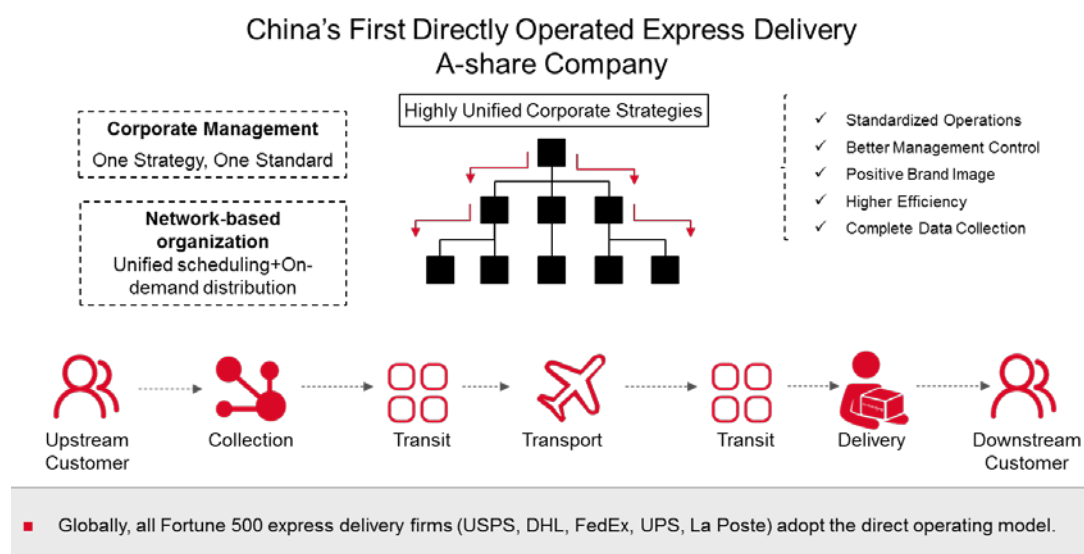 China's First Directly Operated Express Delivery
A-share Company
Corporate Management
One Strategy, One Standard
Network-based
organization
Unified scheduling+On-
demand distribution
Highly Unified Corporate Strategies
✓ Standardized Operations
✓ Better Management Control
✓ Positive Brand Image
✓ Higher Efficiency
✓ Complete Data Collection
Upstream
Customer
Collection
Transit
Transport
Transit
Delivery
Downstream
Customer
Globally, all Fortune 500 express delivery firms (USPS, DHL, FedEx, UPS, La Poste) adopt the direct operating model.